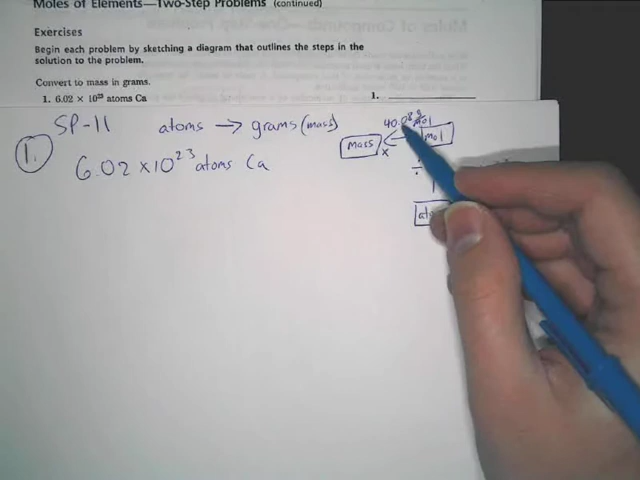 Moles of Elements—Two-Step Problems (continued)
Exercises
Begin each problem by sketching a diagram that outlines the steps in the
solution to the problem.
Convert to mass in grams.
1. 6.02 × 10²³ atoms Ca
1.
SP-11 atoms → grams (mass)
40.08 g/mol
mass
mol
x
÷
1. 6.02 × 10²³ atoms Ca